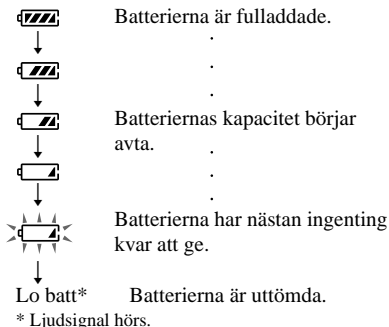 Batterierna är fulladdade.
.
.
.
Batteriernas kapacitet börjar
avta.
.
.
.
Batterierna har nästan ingenting
kvar att ge.
Lo batt* Batterierna är uttömda.
* Ljudsignal hörs.